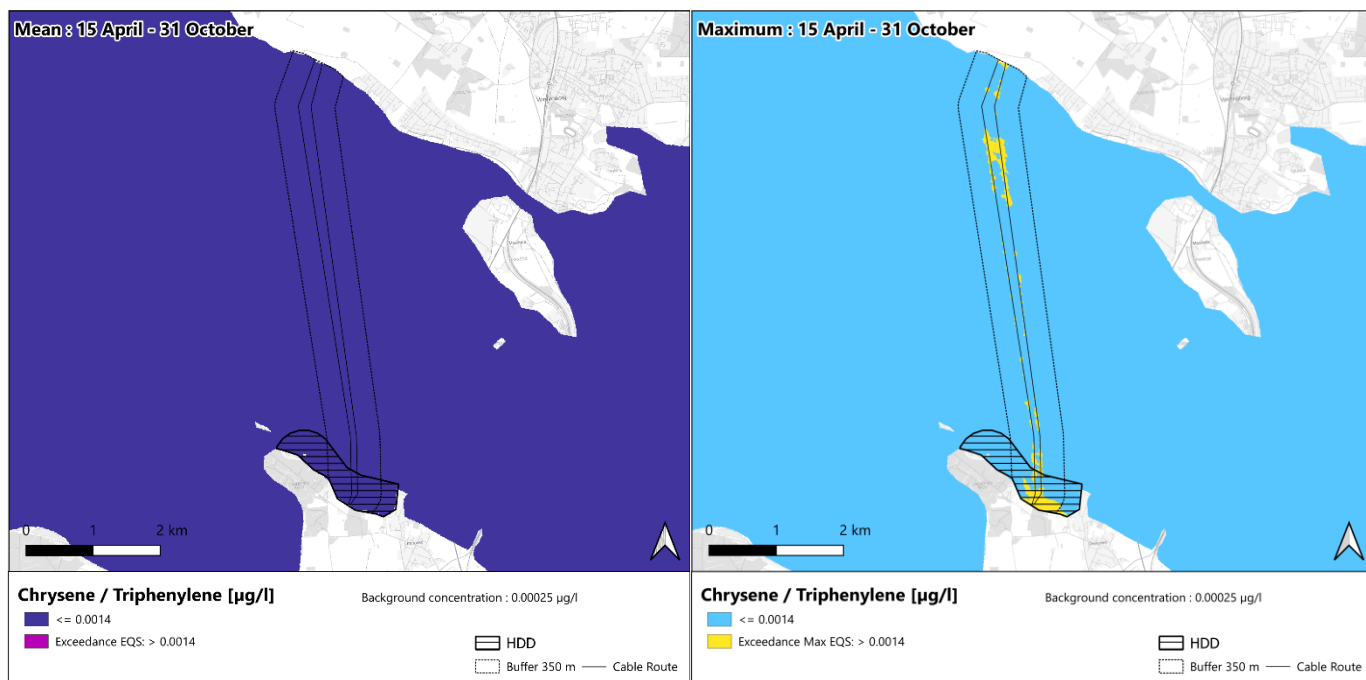 Mean : 15 April - 31 October
0 1 2 km
Chrysene / Triphenylene [µg/l]
Background concentration : 0.00025 µg/l
<= 0.0014
Exceedance EQS: > 0.0014
HDD
Buffer 350 m
Cable Route
Maximum : 15 April - 31 October
0 1 2 km
Chrysene / Triphenylene [µg/l]
Background concentration : 0.00025 µg/l
<= 0.0014
Exceedance Max EQS: > 0.0014
HDD
Buffer 350 m
Cable Route